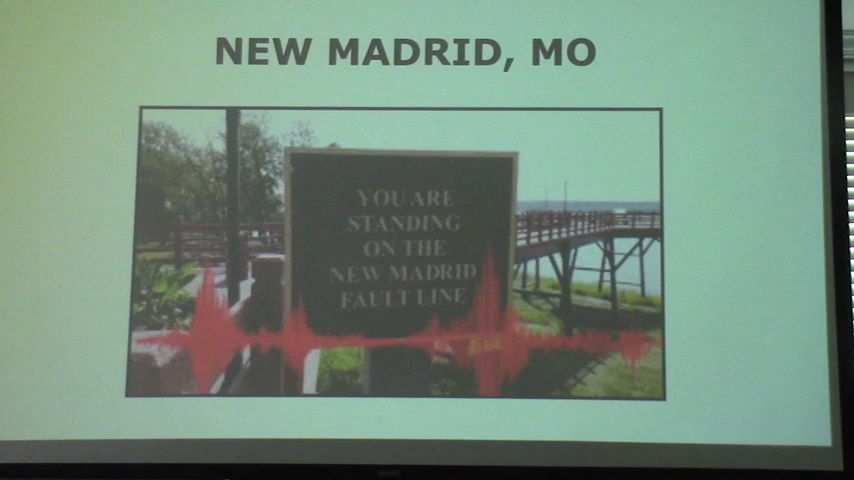 NEW MADRID, MO
YOU ARE
STANDING
ON THE
NEW MADRID
FAULT LINE